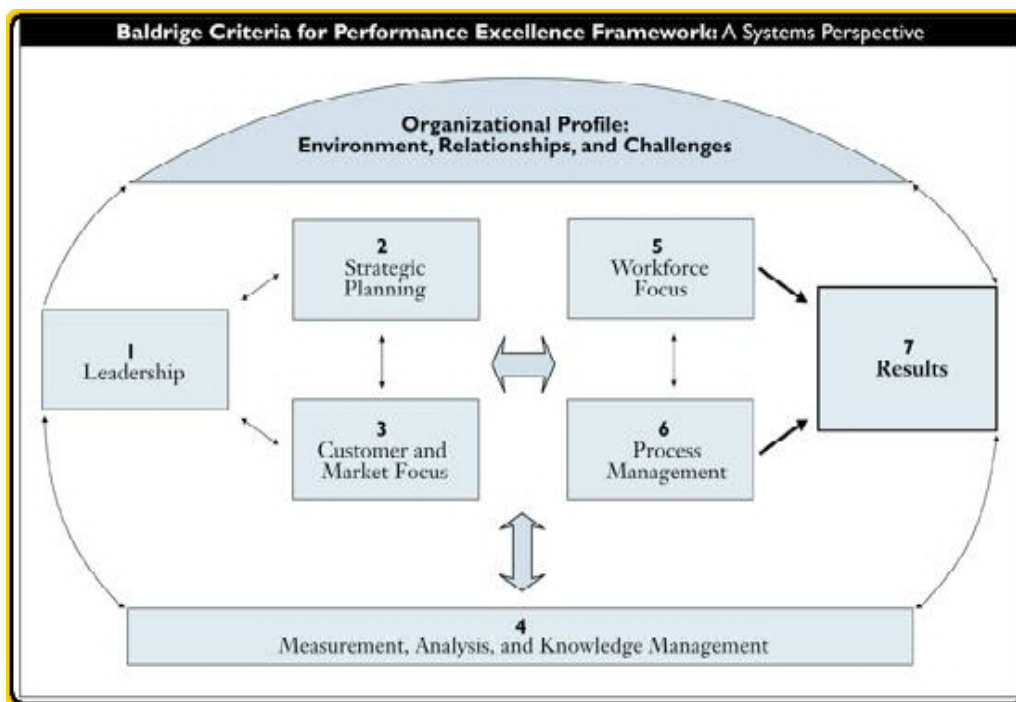 Baldrige Criteria for Performance Excellence Framework: A Systems Perspective
Organizational Profile:
Environment, Relationships, and Challenges
2
Strategic
Planning
5
Workforce
Focus
1
Leadership
7
Results
3
Customer and
Market Focus
6
Process
Management
4
Measurement, Analysis, and Knowledge Management